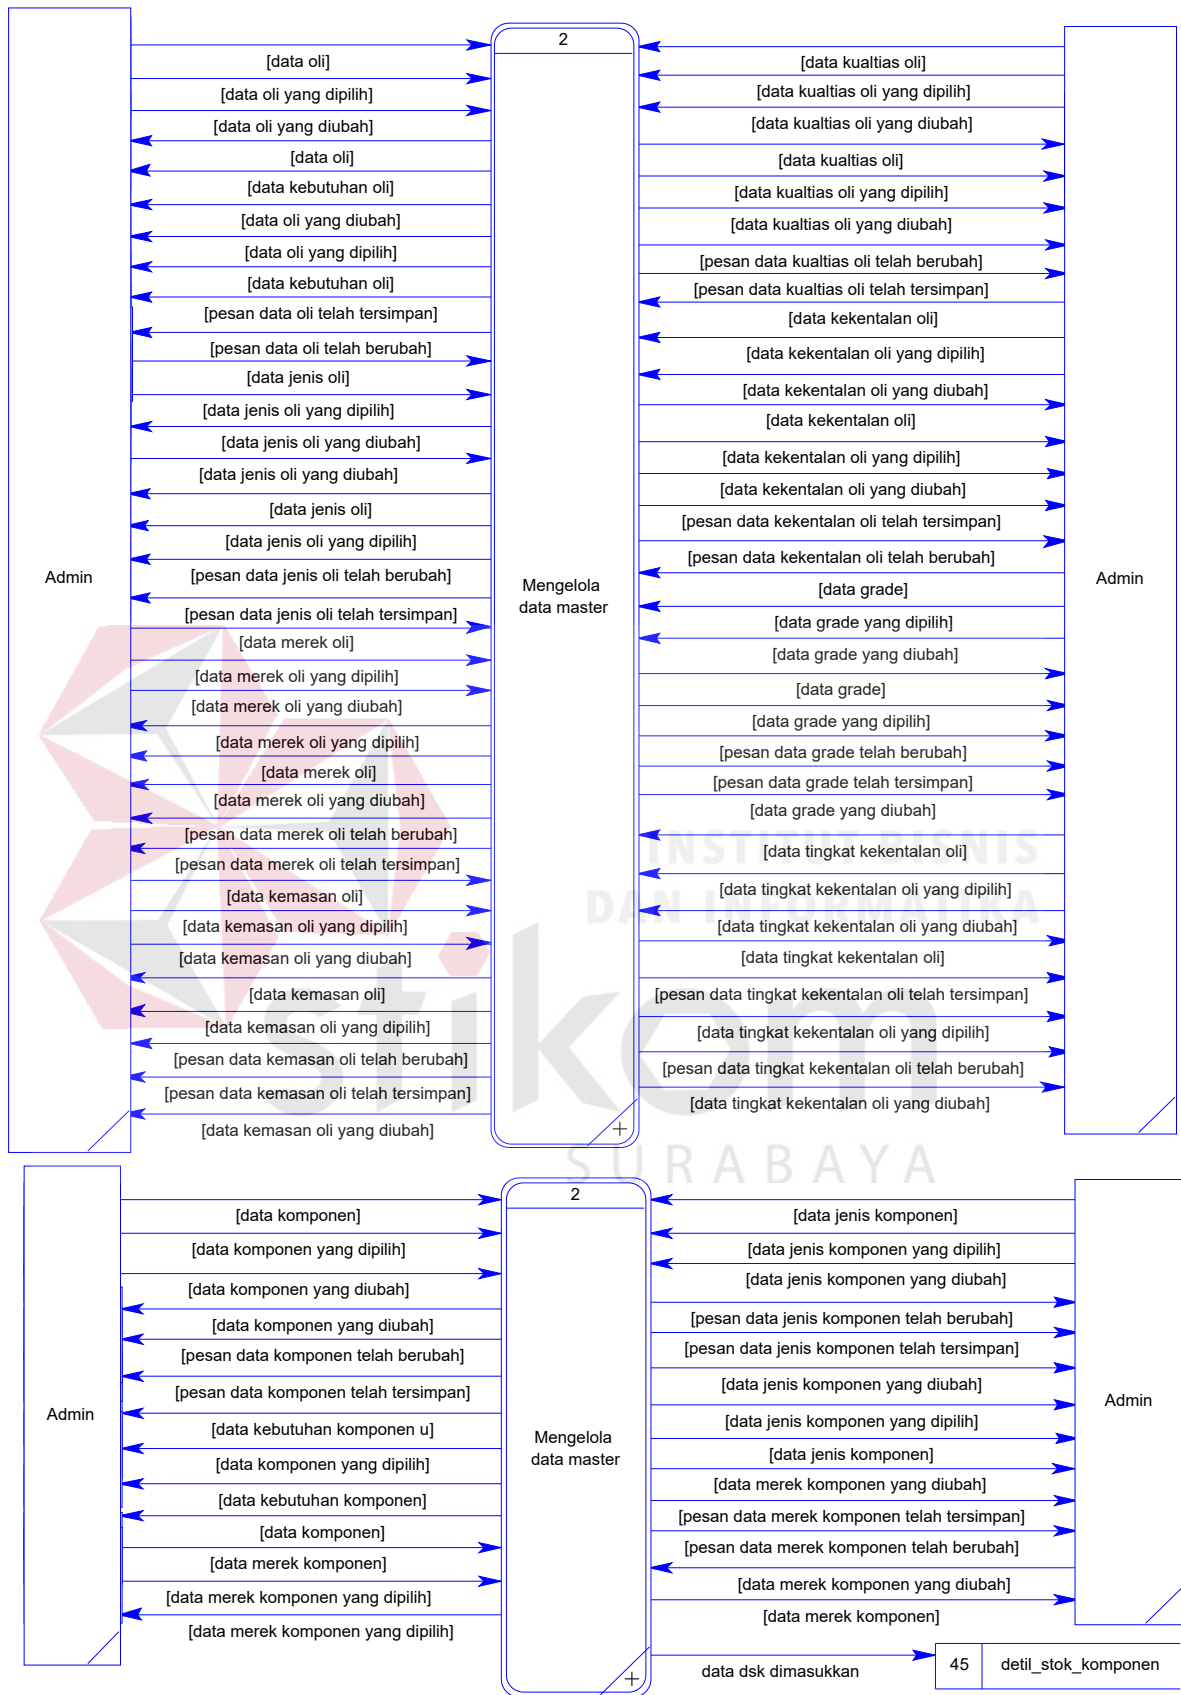 2
[data oli]
[data oli yang dipilih]
[data oli yang diubah]
[data oli]
[data kebutuhan oli]
[data oli yang diubah]
[data oli yang dipilih]
[data kebutuhan oli]
[pesan data oli telah tersimpan]
[pesan data oli telah berubah]
[data jenis oli]
[data jenis oli yang dipilih]
[data jenis oli yang diubah]
[data jenis oli yang diubah]
[data jenis oli]
[data jenis oli yang dipilih]
[pesan data jenis oli telah berubah]
[pesan data jenis oli telah tersimpan]
[data merek oli]
[data merek oli yang dipilih]
[data merek oli yang diubah]
[data merek oli yang dipilih]
[data merek oli]
[data merek oli yang diubah]
[pesan data merek oli telah berubah]
[pesan data merek oli telah tersimpan]
[data kemasan oli]
[data kemasan oli yang dipilih]
[data kemasan oli yang diubah]
[data kemasan oli]
[data kemasan oli yang dipilih]
[pesan data kemasan oli telah berubah]
[pesan data kemasan oli telah tersimpan]
[data kemasan oli yang diubah]
Admin
Mengelola
data master
Admin
[data kualtias oli]
[data kualtias oli yang dipilih]
[data kualtias oli yang diubah]
[data kualtias oli]
[data kualtias oli yang dipilih]
[data kualtias oli yang diubah]
[pesan data kualtias oli telah berubah]
[pesan data kualtias oli telah tersimpan]
[data kekentalan oli]
[data kekentalan oli yang dipilih]
[data kekentalan oli yang diubah]
[data kekentalan oli]
[data kekentalan oli yang dipilih]
[data kekentalan oli yang diubah]
[pesan data kekentalan oli telah tersimpan]
[pesan data kekentalan oli telah berubah]
[data grade]
[data grade yang dipilih]
[data grade yang diubah]
[data grade]
[data grade yang dipilih]
[pesan data grade telah berubah]
[pesan data grade telah tersimpan]
[data grade yang diubah]
[data tingkat kekentalan oli]
[data tingkat kekentalan oli yang dipilih]
[data tingkat kekentalan oli yang diubah]
[data tingkat kekentalan oli]
[pesan data tingkat kekentalan oli telah tersimpan]
[data tingkat kekentalan oli yang dipilih]
[pesan data tingkat kekentalan oli telah berubah]
[data tingkat kekentalan oli yang diubah]
+
INSTITUT BISNIS
DAN INFORMATIKA
stikom
SURABAYA
2
[data komponen]
[data komponen yang dipilih]
[data komponen yang diubah]
[data komponen yang diubah]
[pesan data komponen telah berubah]
[pesan data komponen telah tersimpan]
[data kebutuhan komponen u]
[data komponen yang dipilih]
[data kebutuhan komponen]
[data komponen]
[data merek komponen]
[data merek komponen yang dipilih]
[data merek komponen yang dipilih]
Admin
Mengelola
data master
Admin
[data jenis komponen]
[data jenis komponen yang dipilih]
[data jenis komponen yang diubah]
[pesan data jenis komponen telah berubah]
[pesan data jenis komponen telah tersimpan]
[data jenis komponen yang diubah]
[data jenis komponen yang dipilih]
[data jenis komponen]
[data merek komponen yang diubah]
[pesan data merek komponen telah tersimpan]
[pesan data merek komponen telah berubah]
[data merek komponen yang diubah]
[data merek komponen]
+
data dsk dimasukkan
45 detil_stok_komponen